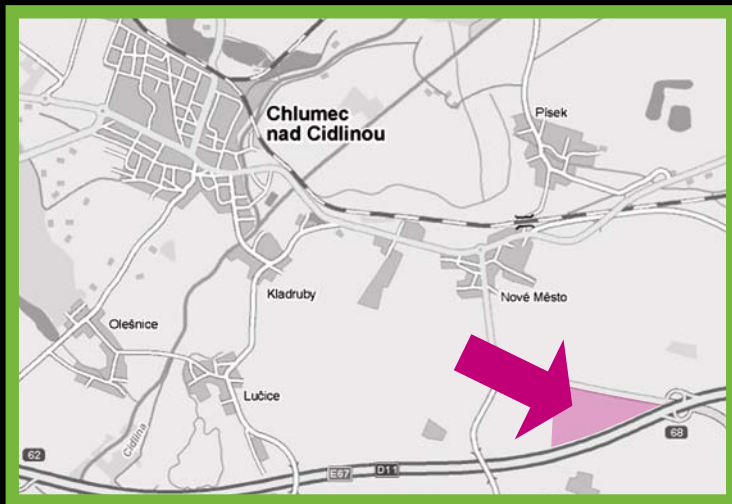 Chlumec
nad Cidlinou
Písek
Kladruby
Nové Město
Olešnice
Lučice
Cidlina
62
E67
D11
68